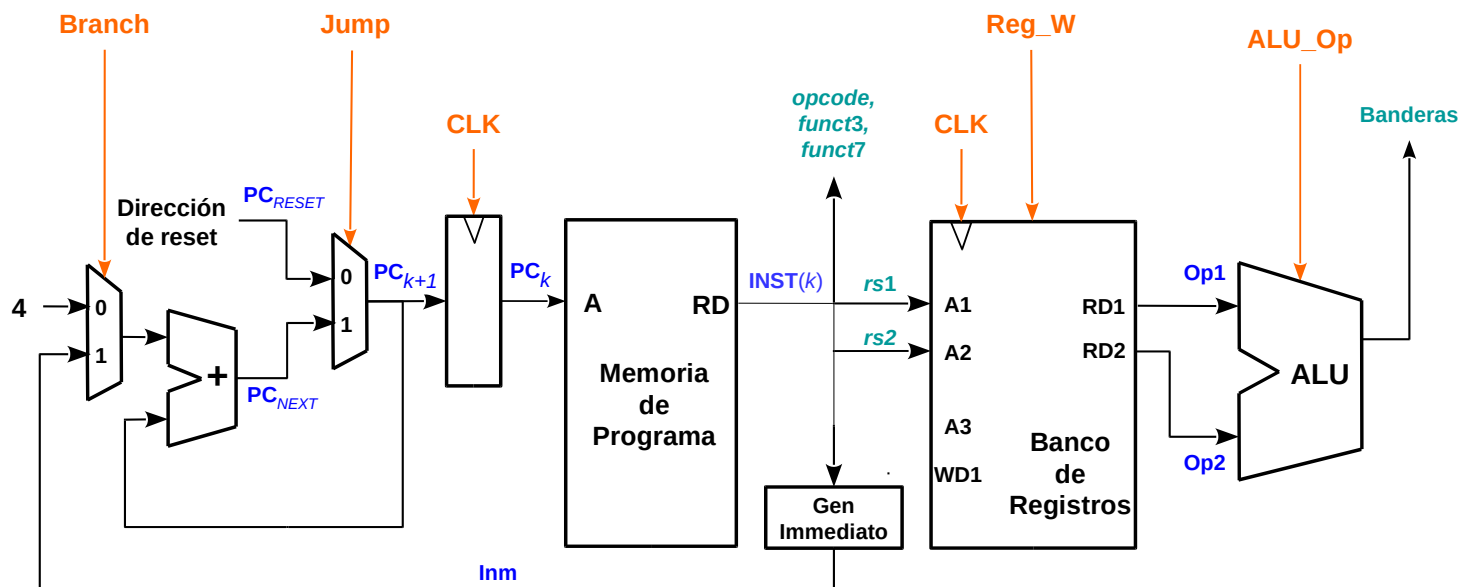 Branch
Jump
Reg_W
ALU_Op
opcode,
funct3,
funct7
Banderas
CLK
CLK
Dirección
de reset
PC_RESET
0
1
PC_k+1
PC_k
INST(k)
rs1
rs2
Op1
Op2
4
0
1
+
PC_NEXT
A
RD
Memoria
de
Programa
A1
A2
A3
WD1
RD1
RD2
Banco
de
Registros
ALU
Gen
Immediato
Inm